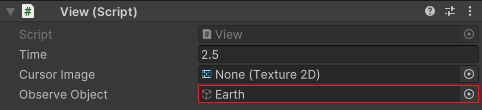 View (Script)
Script View
Time 2.5
Cursor Image None (Texture 2D)
Observe Object Earth